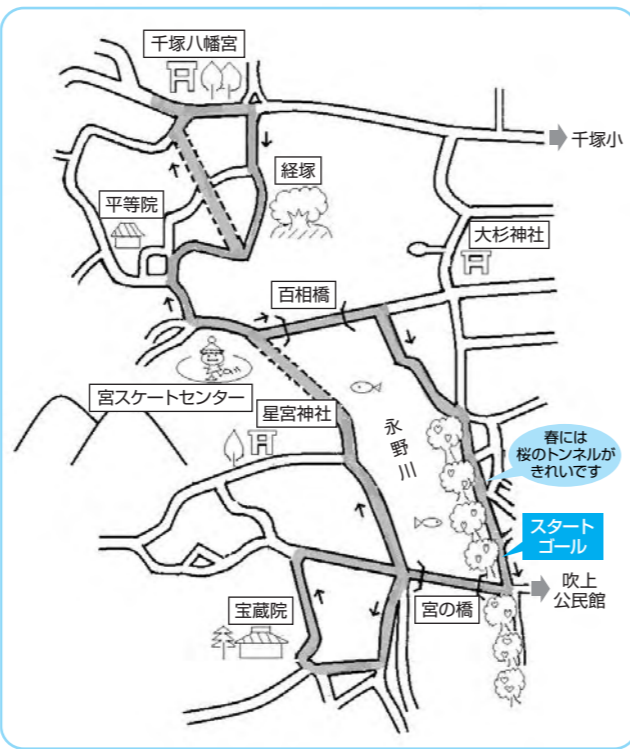 千塚八幡宮
千塚小
経塚
平等院
大杉神社
百相橋
宮スケートセンター
星宮神社
永野川
春には
桜のトンネルが
きれいです
スタート
ゴール
吹上
公民館
宮の橋
宝蔵院